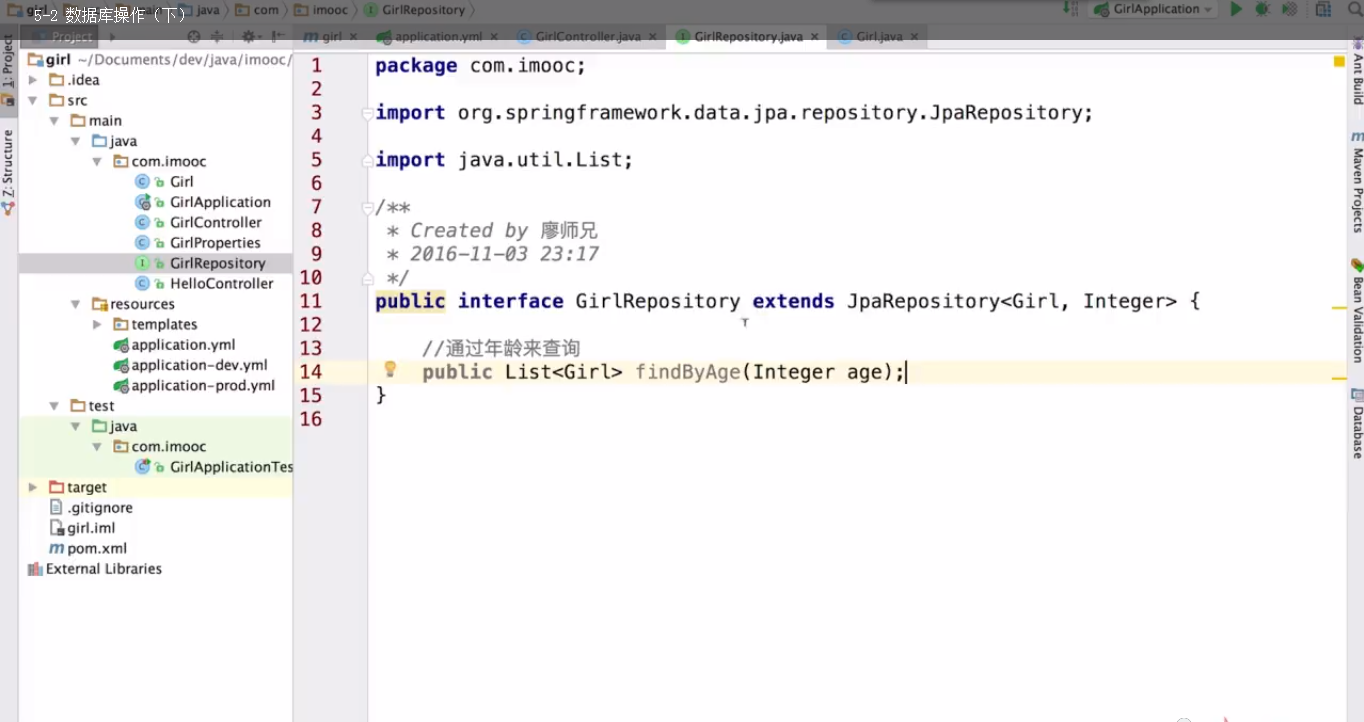 5-2 数据库操作（下）
java
com
imooc
GirlRepository
GirlApplication
Project
girl
application.yml
GirlController.java
GirlRepository.java
Girl.java
1: Project
Z: Structure
girl ~/Documents/dev/java/imooc/
.idea
src
main
java
com.imooc
Girl
GirlApplication
GirlController
GirlProperties
GirlRepository
HelloController
resources
templates
application.yml
application-dev.yml
application-prod.yml
test
java
com.imooc
GirlApplicationTes
target
.gitignore
girl.iml
pom.xml
External Libraries
1 package com.imooc;
2
3 import org.springframework.data.jpa.repository.JpaRepository;
4
5 import java.util.List;
6
7 /**
8 * Created by 廖师兄
9 * 2016-11-03 23:17
10 */
11 public interface GirlRepository extends JpaRepository<Girl, Integer> {
12
13 //通过年龄来查询
14 public List<Girl> findByAge(Integer age);
15 }
16
Ant Build
Maven Projects
Bean Validation
Database